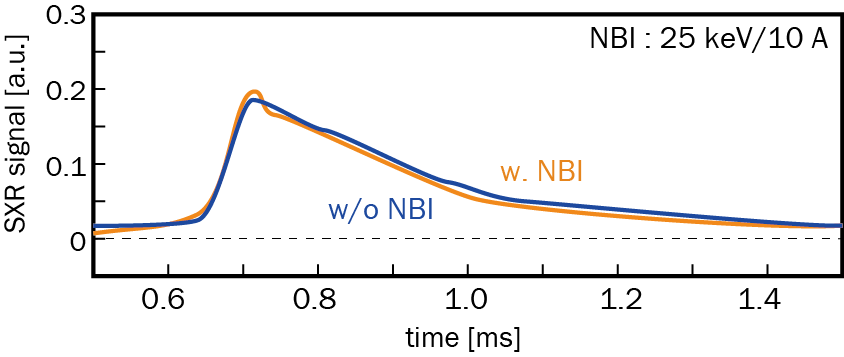 0.3
NBI : 25 keV/10 A
0.2
SXR signal [a.u.]
0.1
w. NBI
w/o NBI
0
0.6 0.8 1.0 1.2 1.4
time [ms]